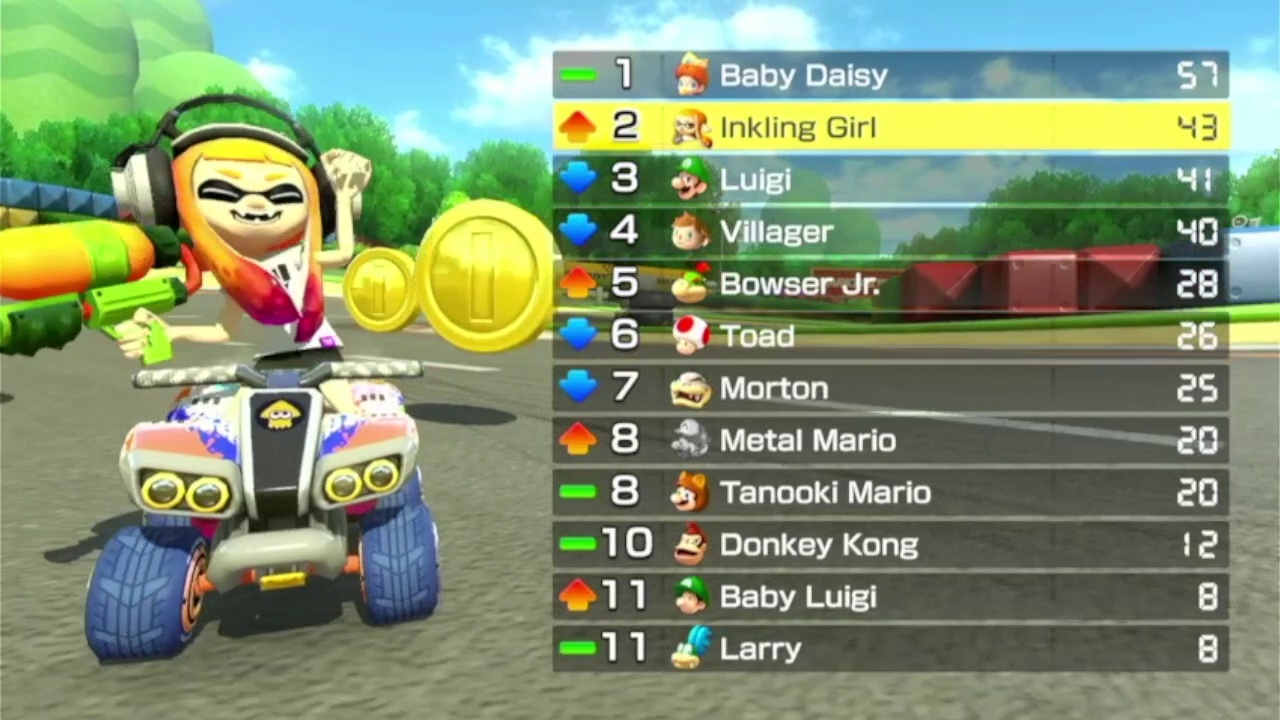 1 Baby Daisy 57
2 Inkling Girl 43
3 Luigi 41
4 Villager 40
5 Bowser Jr. 28
6 Toad 26
7 Morton 25
8 Metal Mario 20
8 Tanooki Mario 20
10 Donkey Kong 12
11 Baby Luigi 8
11 Larry 8